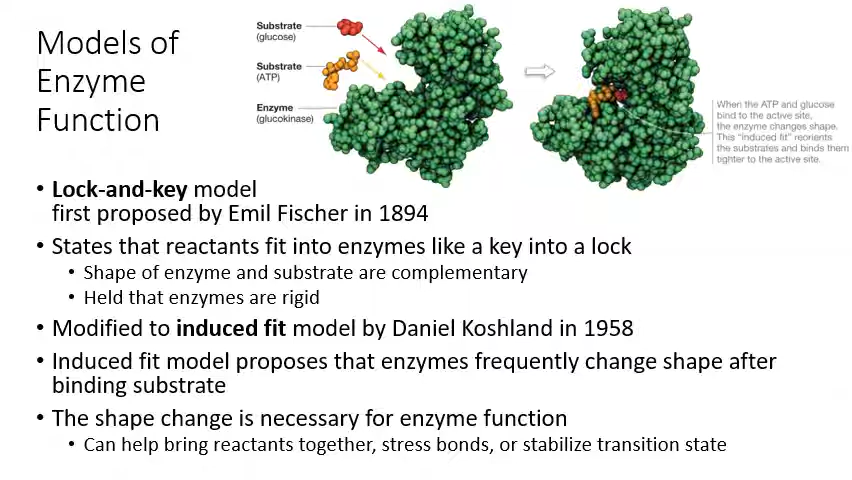 Models of
Enzyme
Function
Substrate
(glucose)
Substrate
(ATP)
Enzyme
(glucokinase)
When the ATP and glucose
bind to the active site,
the enzyme changes shape.
This "induced fit" reorients
the substrates and binds them
tighter to the active site.
• Lock-and-key model
first proposed by Emil Fischer in 1894
• States that reactants fit into enzymes like a key into a lock
• Shape of enzyme and substrate are complementary
• Held that enzymes are rigid
• Modified to induced fit model by Daniel Koshland in 1958
• Induced fit model proposes that enzymes frequently change shape after
binding substrate
• The shape change is necessary for enzyme function
• Can help bring reactants together, stress bonds, or stabilize transition state